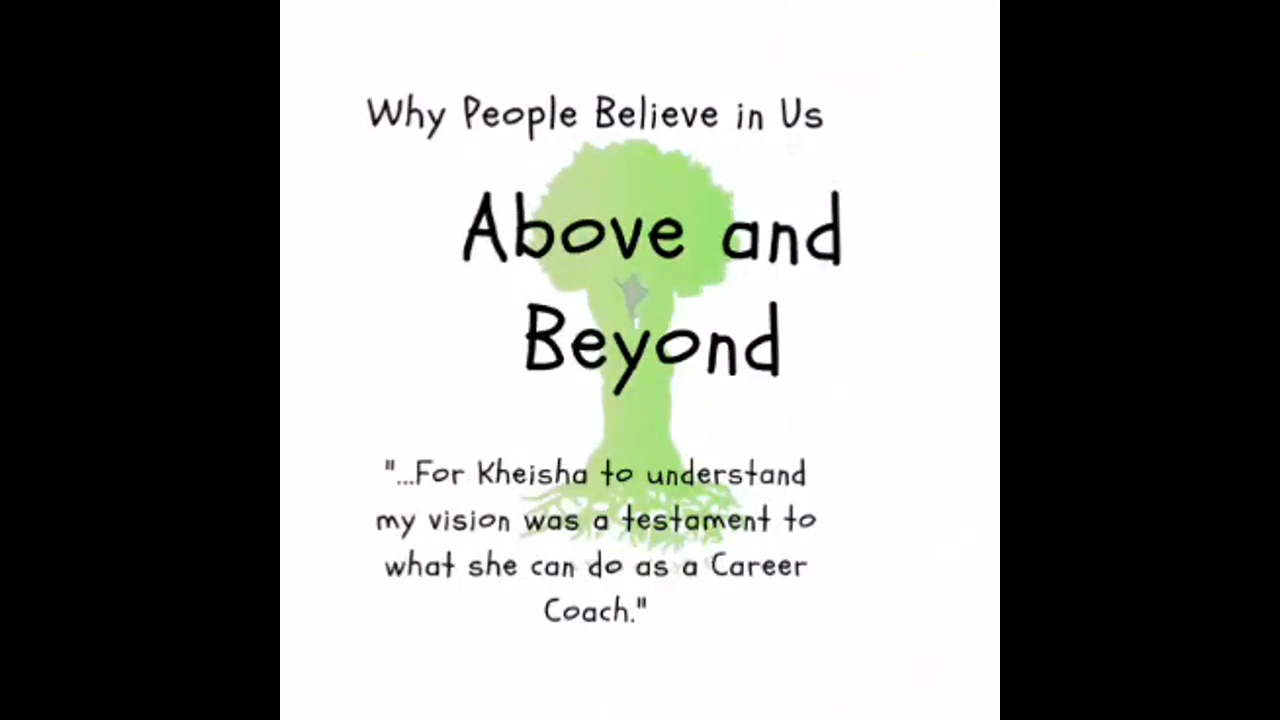 Why People Believe in Us
Above and
Beyond
"...For Kheisha to understand
my vision was a testament to
what she can do as a Career
Coach."